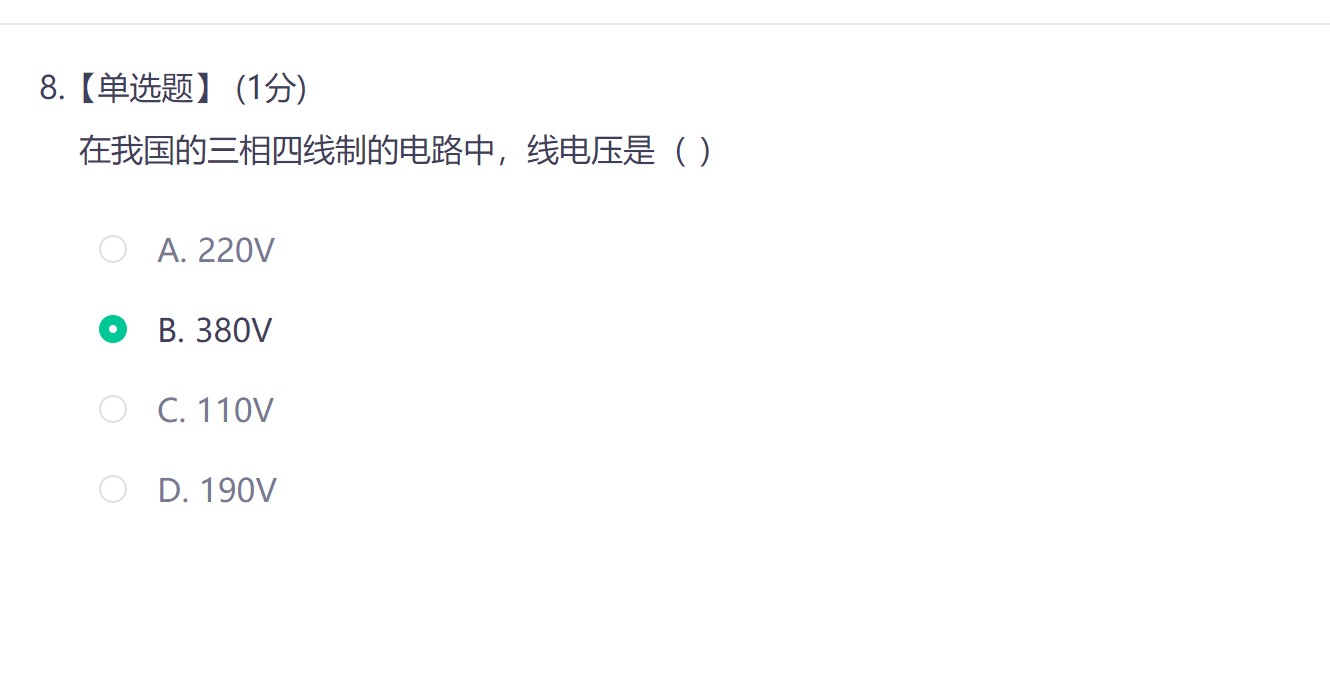 8.【单选题】 (1分)
在我国的三相四线制的电路中，线电压是（ ）
A. 220V
B. 380V
C. 110V
D. 190V